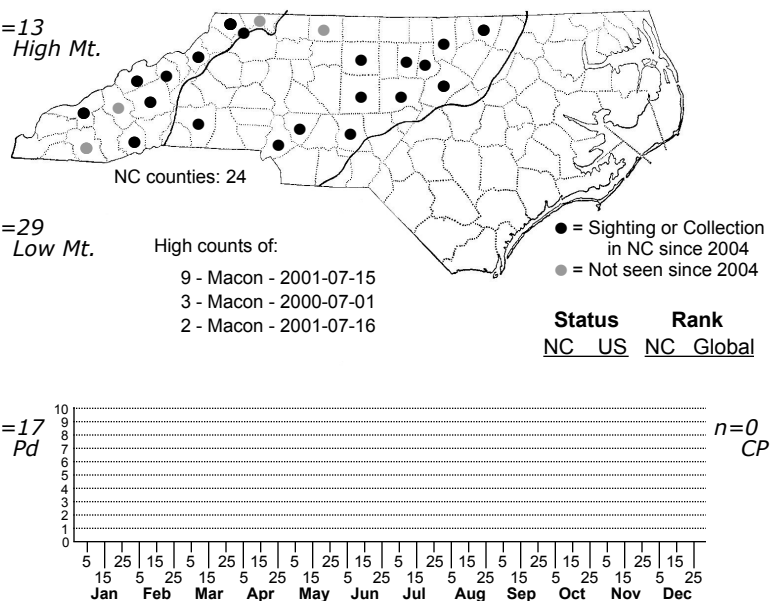 =13
High Mt.
NC counties: 24
=29
Low Mt.
High counts of:
9 - Macon - 2001-07-15
3 - Macon - 2000-07-01
2 - Macon - 2001-07-16
= Sighting or Collection
in NC since 2004
= Not seen since 2004
Status Rank
NC US NC Global
=17
Pd
n=0
CP
10
9
8
7
6
5
4
3
2
1
0
5 25 15 5 25 15 5 25 15 5 25 15 5 25 15 5 25 15
15 5 25 15 5 25 15 5 25 15 5 25 15 5 25 15 5 25
Jan Feb Mar Apr May Jun Jul Aug Sep Oct Nov Dec